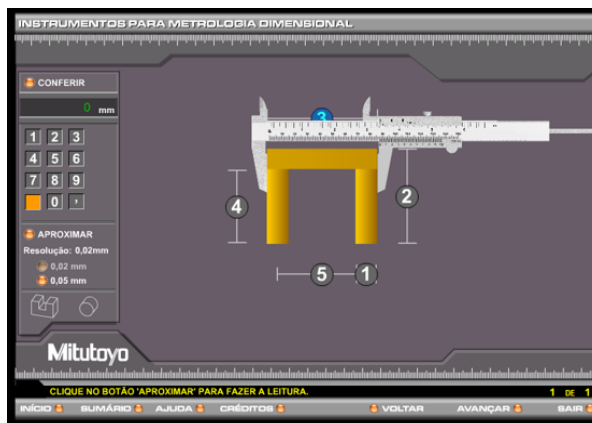 INSTRUMENTOS PARA METROLOGIA DIMENSIONAL
CONFERIR
0 mm
1 2 3
4 5 6
7 8 9
0 ,
APROXIMAR
Resolução: 0,02mm
0,02 mm
0,05 mm
3
4
2
5
1
Mitutoyo
CLIQUE NO BOTÃO 'APROXIMAR' PARA FAZER A LEITURA.
1 DE 1
INÍCIO SUMÁRIO AJUDA CRÉDITOS VOLTAR AVANÇAR SAIR